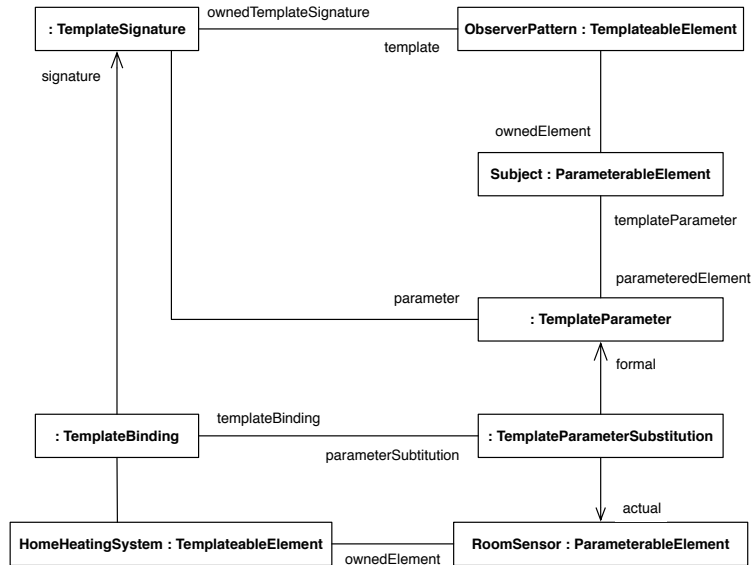 ownedTemplateSignature
: TemplateSignature
ObserverPattern : TemplateableElement
template
signature
ownedElement
Subject : ParameterableElement
templateParameter
parameteredElement
parameter
: TemplateParameter
formal
templateBinding
: TemplateBinding
: TemplateParameterSubstitution
parameterSubtitution
actual
HomeHeatingSystem : TemplateableElement
RoomSensor : ParameterableElement
ownedElement